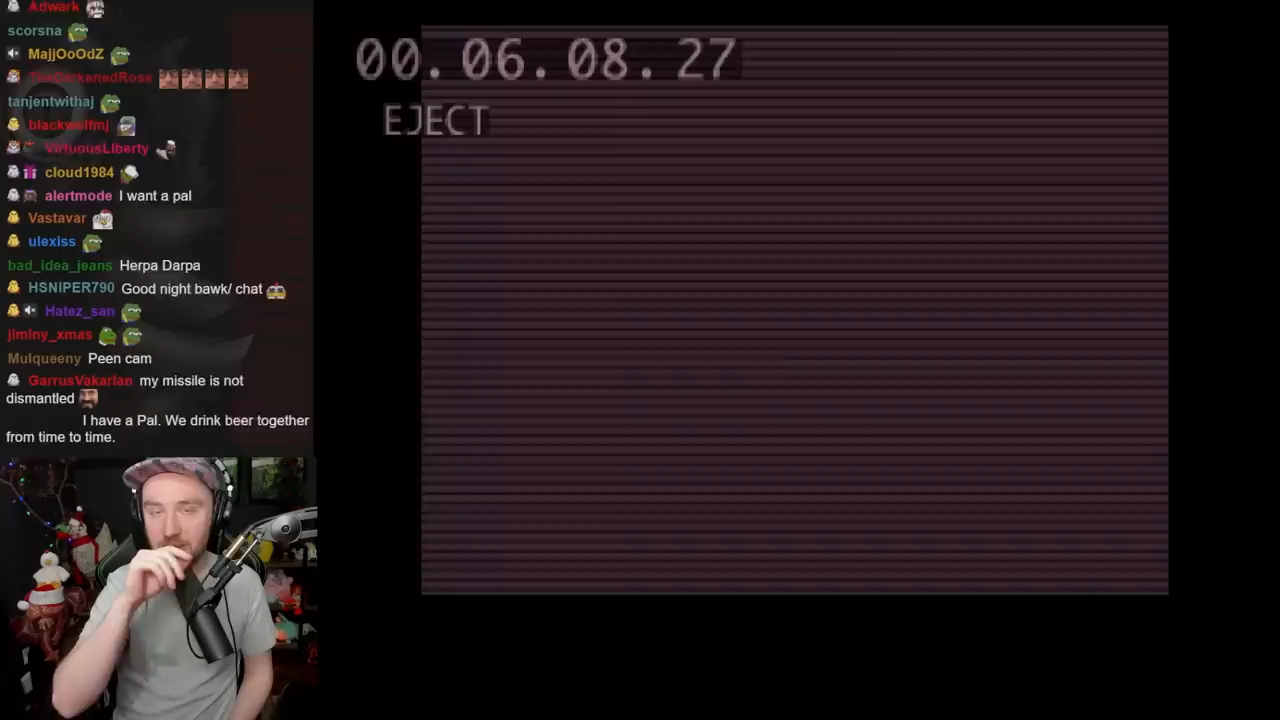 Adwark
scorsna
MajjOoOdZ
TheDarkenedRose
tanjentwithaj
blackwolfmj
VirtuousLIberty
cloud1984
alertmode I want a pal
Vastavar
ulexiss
bad_idea_jeans Herpa Darpa
HSNIPER790 Good night bawk/ chat
Hatez_san
jiminy_xmas
Mulqueeny Peen cam
GarrusVakarian my missile is not
dismantled
I have a Pal. We drink beer together
from time to time.
00.06.08.27
EJECT